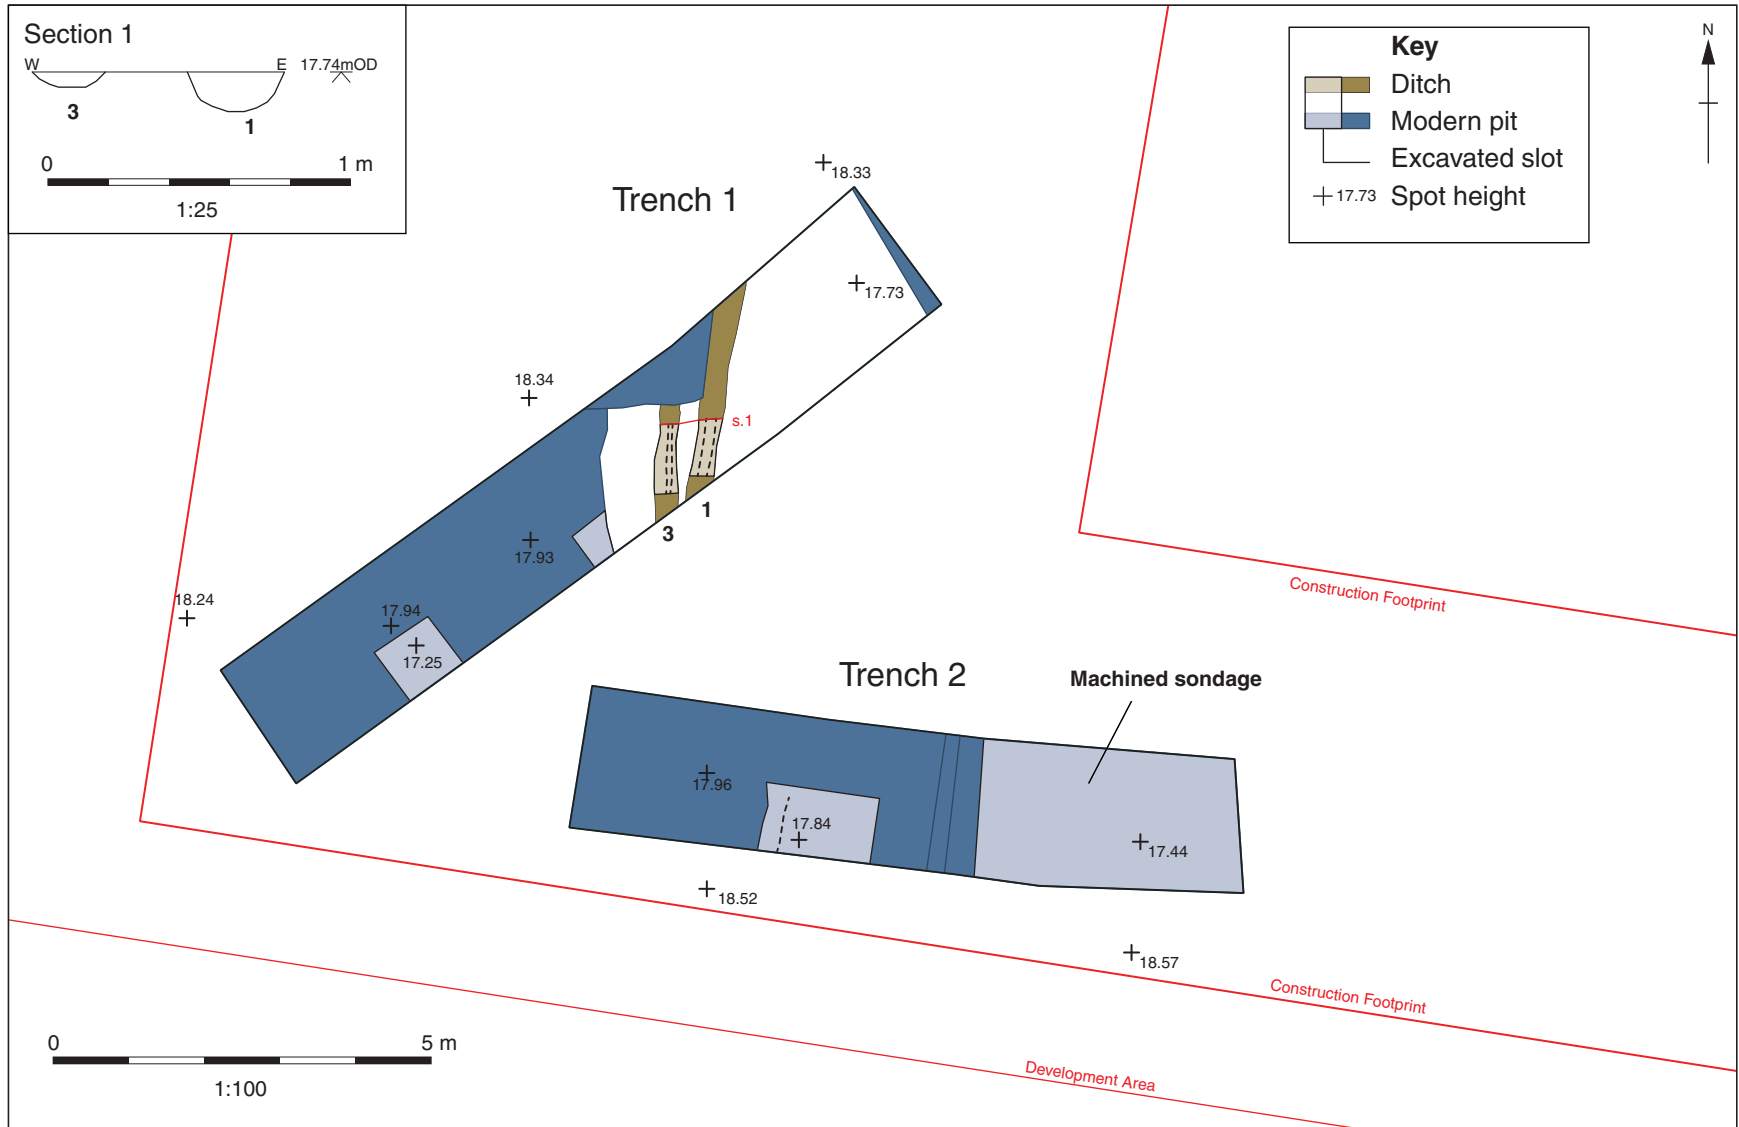 Section 1
W
E
17.74mOD
3
1
0
1 m
1:25
Key
Ditch
Modern pit
Excavated slot
17.73 Spot height
N
Trench 1
18.33
17.73
18.34
s.1
1
3
17.93
18.24
17.94
17.25
Construction Footprint
Trench 2
Machined sondage
17.96
17.84
17.44
18.52
18.57
Construction Footprint
Development Area
0
5 m
1:100